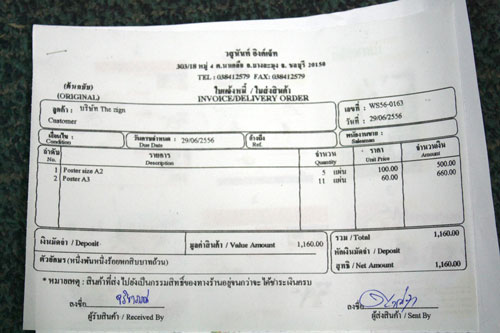 วสุนันท์ อิงค์เจ็ท
303/18 หมู่ 4 ต.นาเกลือ อ.บางละมุง จ. ชลบุรี 20150
TEL : 038412579 FAX: 038412579
(ต้นฉบับ)
(ORIGINAL)
ใบแจ้งหนี้ / ใบส่งสินค้า
INVOICE/DELIVERY ORDER
ลูกค้า : บริษัท The sign
Customer
เลขที่ : WS56-0163
วันที่ : 29/06/2556
เงื่อนไข :
Condition
วันครบกำหนด : 29/06/2556
Due Date
อ้างถึง
Ref.
พนักงานขาย :
Salesman
ลำดับ รายการ จำนวน ราคา จำนวนเงิน
No. Description Quantity Unit Price Amount
1 Poster size A2 5 แผ่น 100.00 500.00
2 Poster A3 11 แผ่น 60.00 660.00
เงินมัดจำ / Deposit มูลค่าสินค้า / Value Amount 1,160.00
ตัวอักษร (หนึ่งพันหนึ่งร้อยหกสิบบาทถ้วน)
รวม /Total 1,160.00
หักเงินมัดจำ / Deposit
สุทธิ / Net Amount 1,160.00
* หมายเหตุ : สินค้าที่ส่งไปยังเป็นกรรมสิทธิ์ของทางร้านอยู่จนกว่าจะ ได้ชำระเงินครบ
ลงชื่อ
ผู้รับสินค้า / Received By
ลงชื่อ
ผู้ส่งสินค้า / Sent By